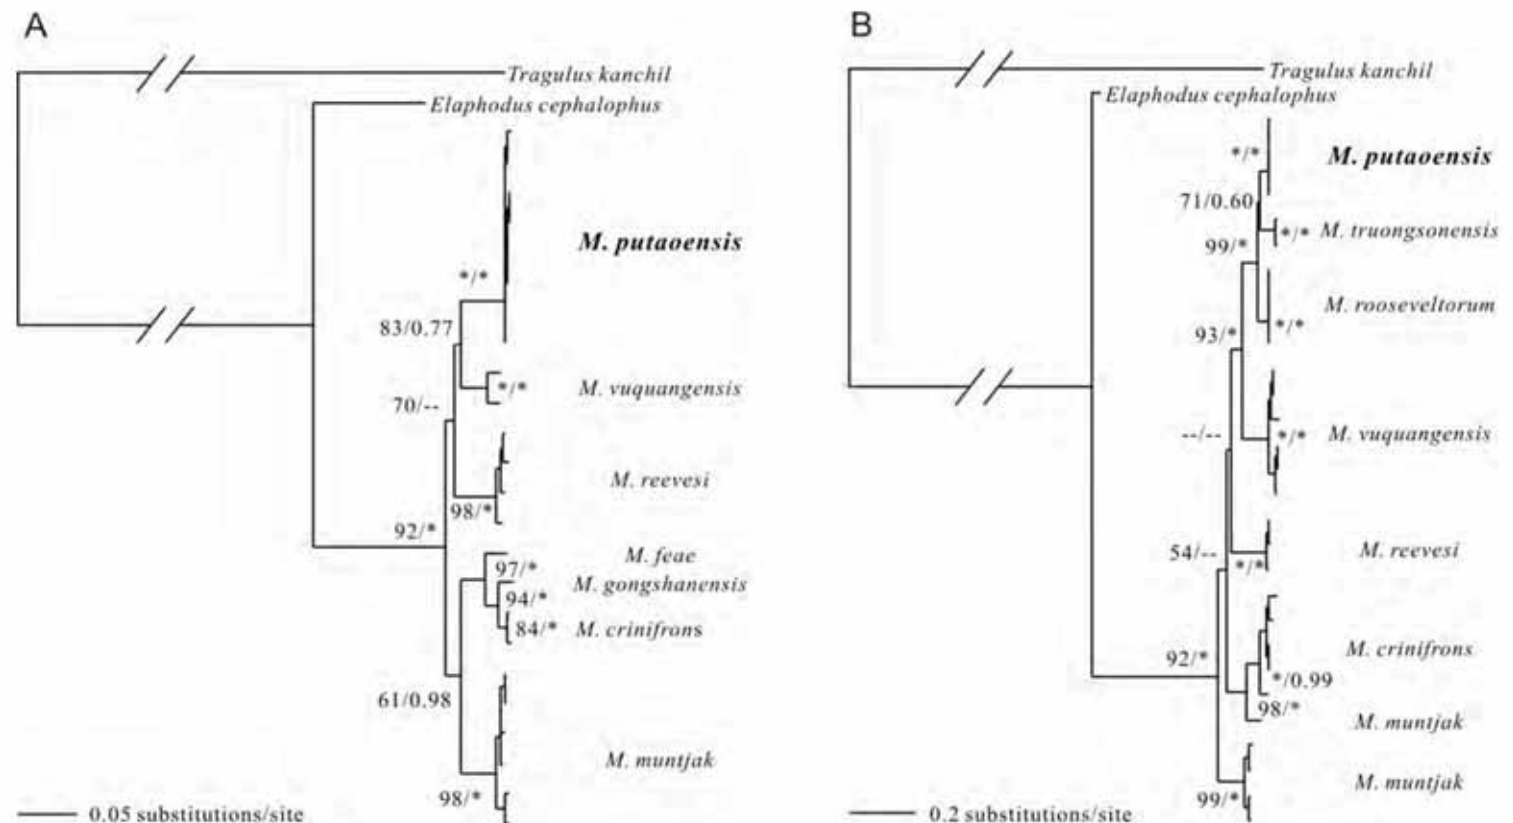 A
Tragulus kanchil
Elaphodus cephalophus
M. putaoensis
*/*
83/0.77
M. vuquangensis
*/*
70/--
M. reevesi
98/*
92/*
M. feae
97/*
M. gongshanensis
94/*
84/*
M. crinifrons
61/0.98
M. muntjak
98/*
0.05 substitutions/site
B
Tragulus kanchil
Elaphodus cephalophus
*/*
M. putaoensis
71/0.60
*/*
M. truongsonensis
99/*
M. rooseveltorum
*/*
93/*
--/--
*/*
M. vuquangensis
54/--
M. reevesi
*/*
M. crinifrons
92/*
*/0.99
98/*
M. muntjak
M. muntjak
99/*
0.2 substitutions/site